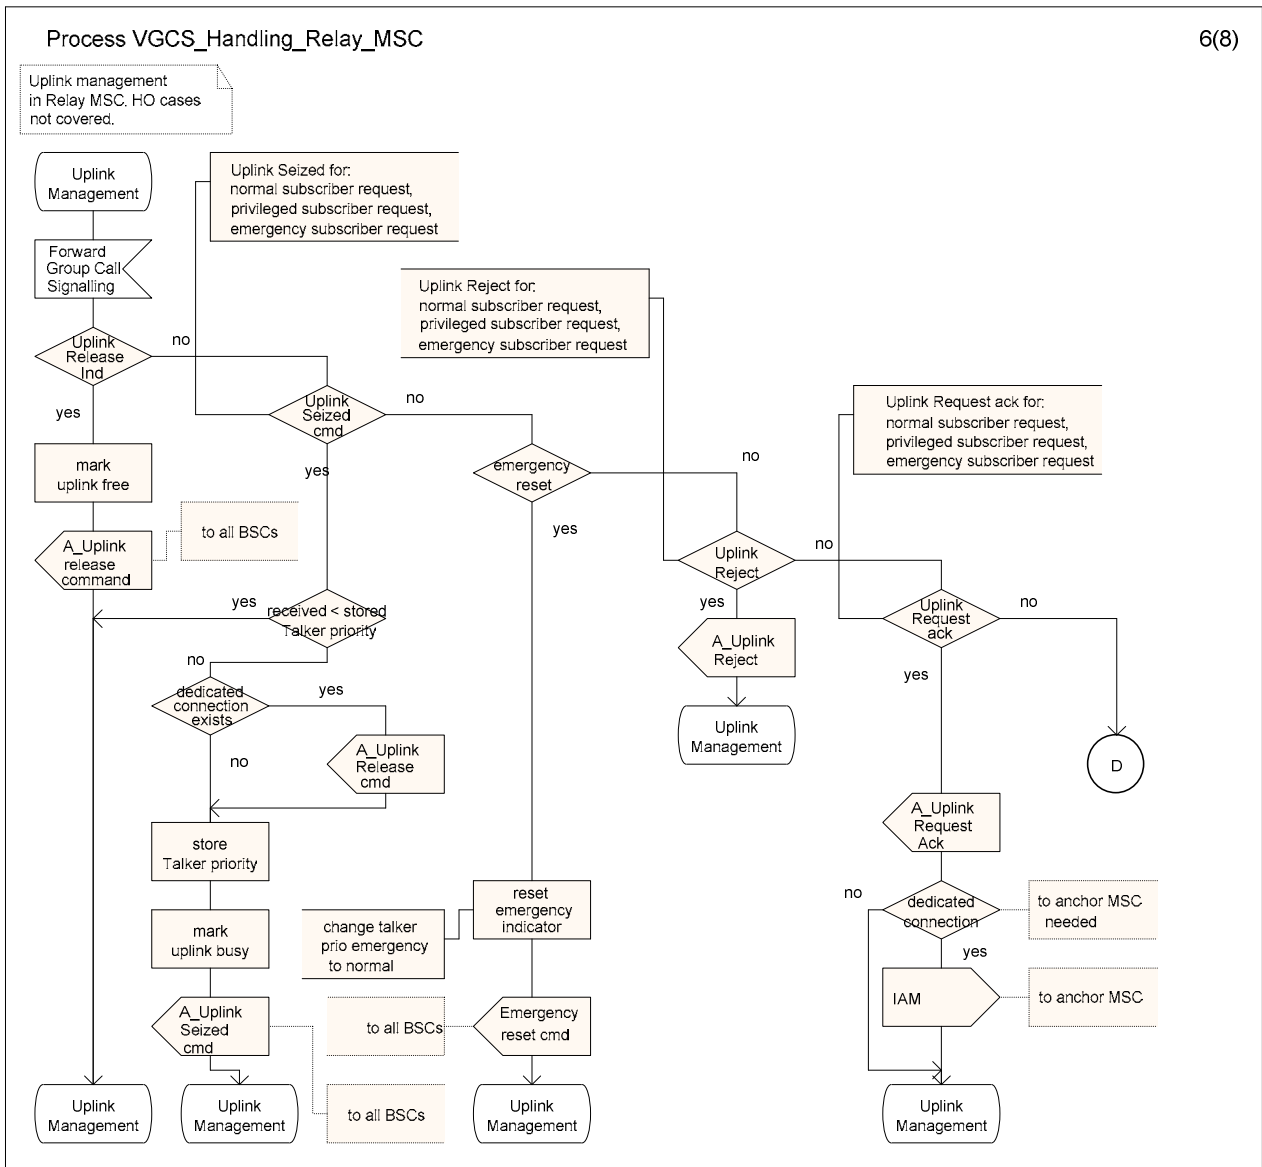 Process VGCS_Handling_Relay_MSC
6(8)
Uplink management
in Relay MSC. HO cases
not covered.
Uplink
Management
Uplink Seized for:
normal subscriber request,
privileged subscriber request,
emergency subscriber request
Forward
Group Call
Signalling
Uplink Reject for:
normal subscriber request,
privileged subscriber request,
emergency subscriber request
Uplink
Release
Ind
no
yes
Uplink
Seized
cmd
no
yes
Uplink Request ack for:
normal subscriber request,
privileged subscriber request,
emergency subscriber request
mark
uplink free
emergency
reset
no
yes
A_Uplink
release
command
to all BSCs
Uplink
Reject
no
yes
received < stored
Talker priority
yes
no
Uplink
Request
ack
no
yes
A_Uplink
Reject
dedicated
connection
exists
yes
no
Uplink
Management
A_Uplink
Release
cmd
D
store
Talker priority
A_Uplink
Request
Ack
mark
uplink busy
change talker
prio emergency
to normal
reset
emergency
indicator
no
dedicated
connection
to anchor MSC
needed
yes
A_Uplink
Seized
cmd
to all BSCs
Emergency
reset cmd
IAM
to anchor MSC
Uplink
Management
Uplink
Management
to all BSCs
Uplink
Management
Uplink
Management